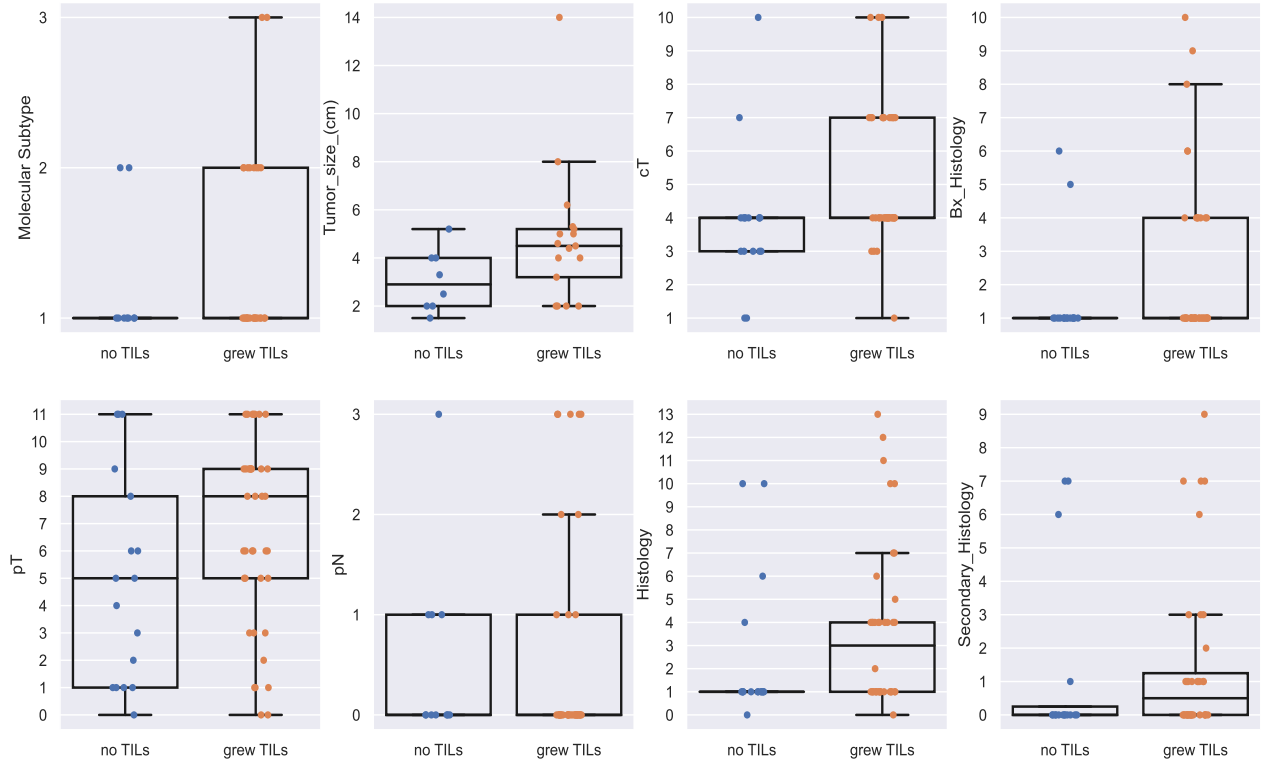 Molecular Subtype
3
2
1
no TILs
grew TILs
Tumor_size_(cm)
14
12
10
8
6
4
2
no TILs
grew TILs
cT
10
9
8
7
6
5
4
3
2
1
no TILs
grew TILs
Bx_Histology
10
9
8
7
6
5
4
3
2
1
no TILs
grew TILs
pT
11
10
9
8
7
6
5
4
3
2
1
0
no TILs
grew TILs
pN
3
2
1
0
no TILs
grew TILs
Histology
13
12
11
10
9
8
7
6
5
4
3
2
1
0
no TILs
grew TILs
Secondary_Histology
9
8
7
6
5
4
3
2
1
0
no TILs
grew TILs